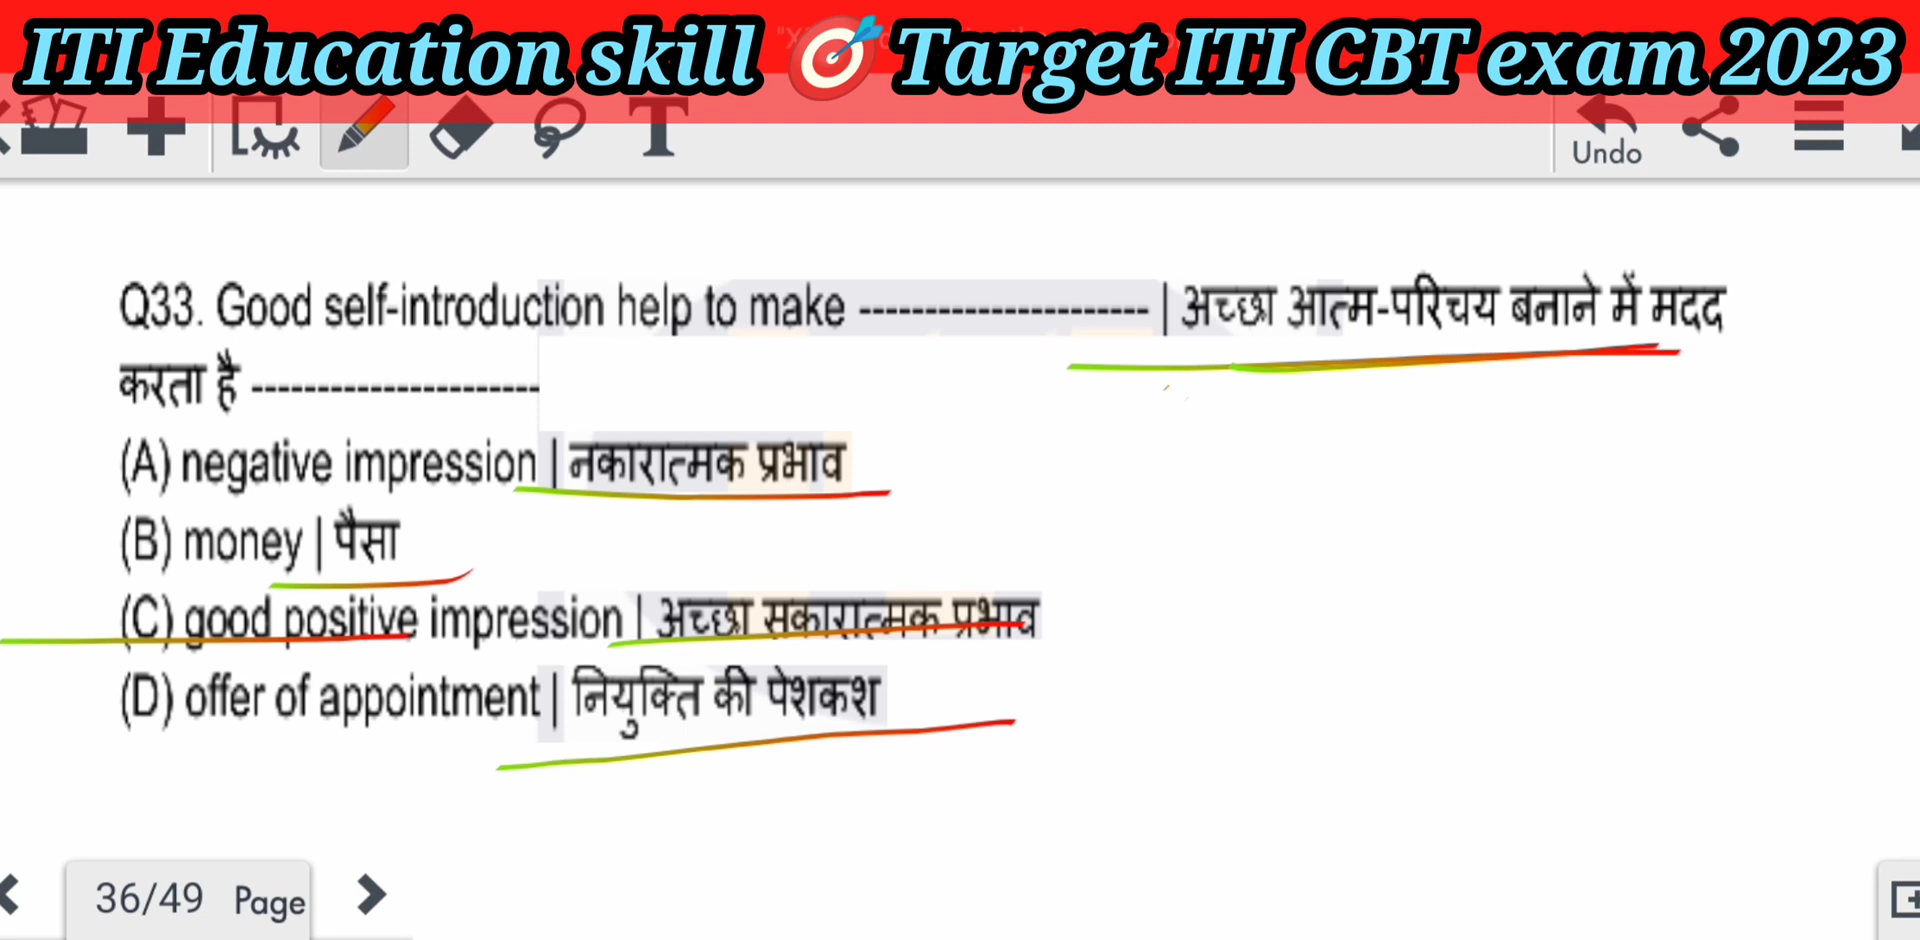 ITI Education skill 🎯 Target ITI CBT exam 2023
Undo
Q33. Good self-introduction help to make ---------------------- | अच्छा आत्म-परिचय बनाने में मदद
करता है ----------------------
(A) negative impression | नकारात्मक प्रभाव
(B) money | पैसा
(C) good positive impression | अच्छा सकारात्मक प्रभाव
(D) offer of appointment | नियुक्ति की पेशकश
36/49 Page